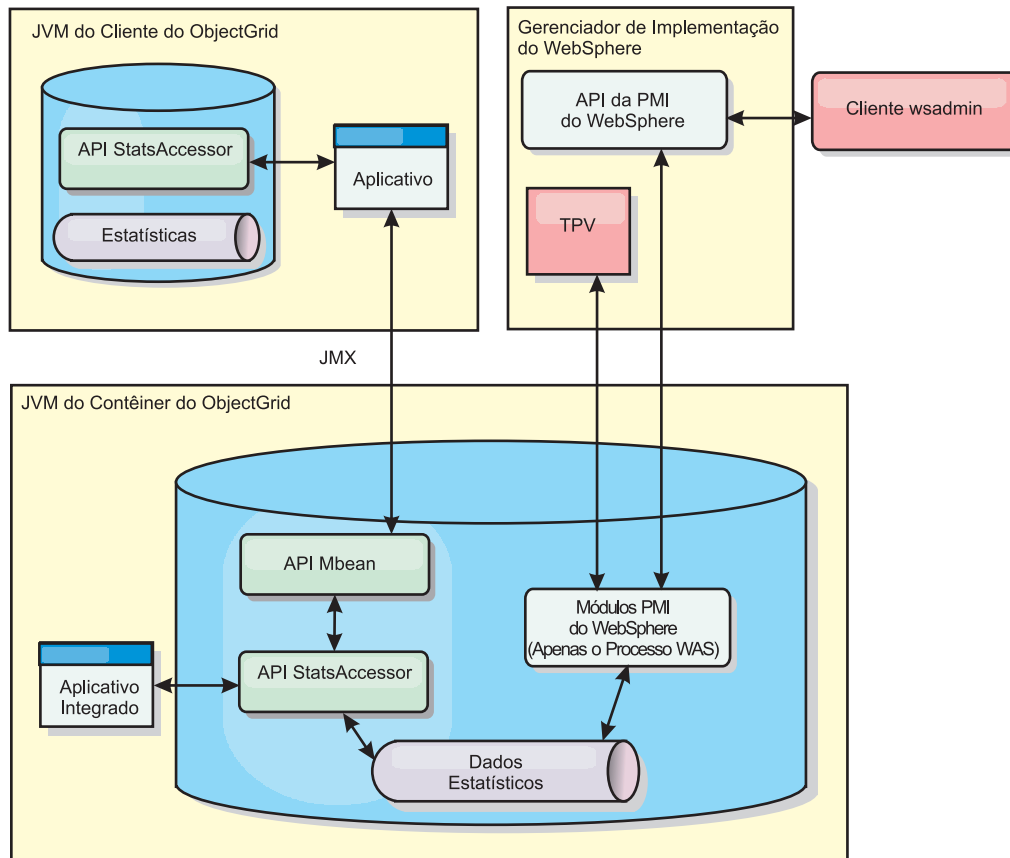 JVM do Cliente do ObjectGrid
API StatsAccessor
Estatísticas
Aplicativo
Gerenciador de Implementação
do WebSphere
API da PMI
do WebSphere
TPV
Cliente wsadmin
JMX
JVM do Contêiner do ObjectGrid
API Mbean
API StatsAccessor
Aplicativo
Integrado
Módulos PMI
do WebSphere
(Apenas o Processo WAS)
Dados
Estatísticos